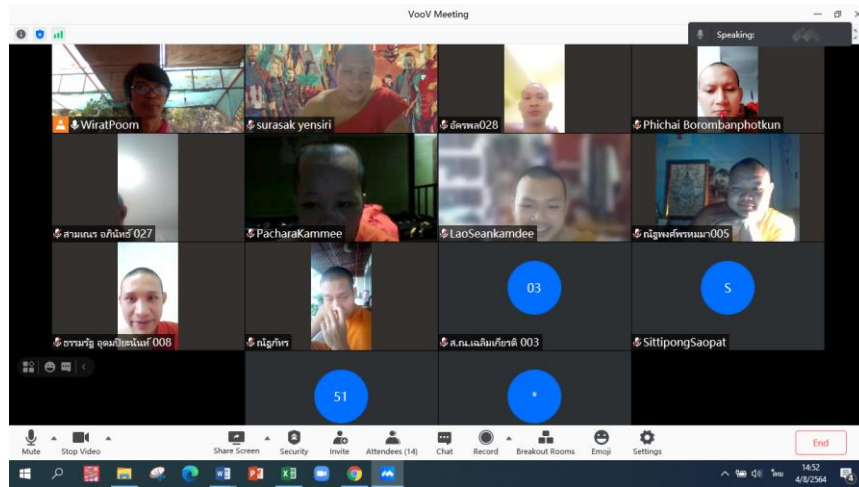 VooV Meeting
Speaking:
WiratPoom
surasak yensiri
อัครพล028
Phichai Borombanphotkun
สามเณร อภินัทธ์ 027
PacharaKammee
LaoSeankamdee
ณัฐพงศ์พรหมมา005
ธรรมรัฐ อุดมปิยะนันท์ 008
ณัฐภัทร
03
ส.ณ.เฉลิมเกียรติ 003
S
SittipongSaopat
51
*
Mute
Stop Video
Share Screen
Security
Invite
Attendees (14)
Chat
Record
Breakout Rooms
Emoji
Settings
End
ไทย
14:52
4/8/2564
4